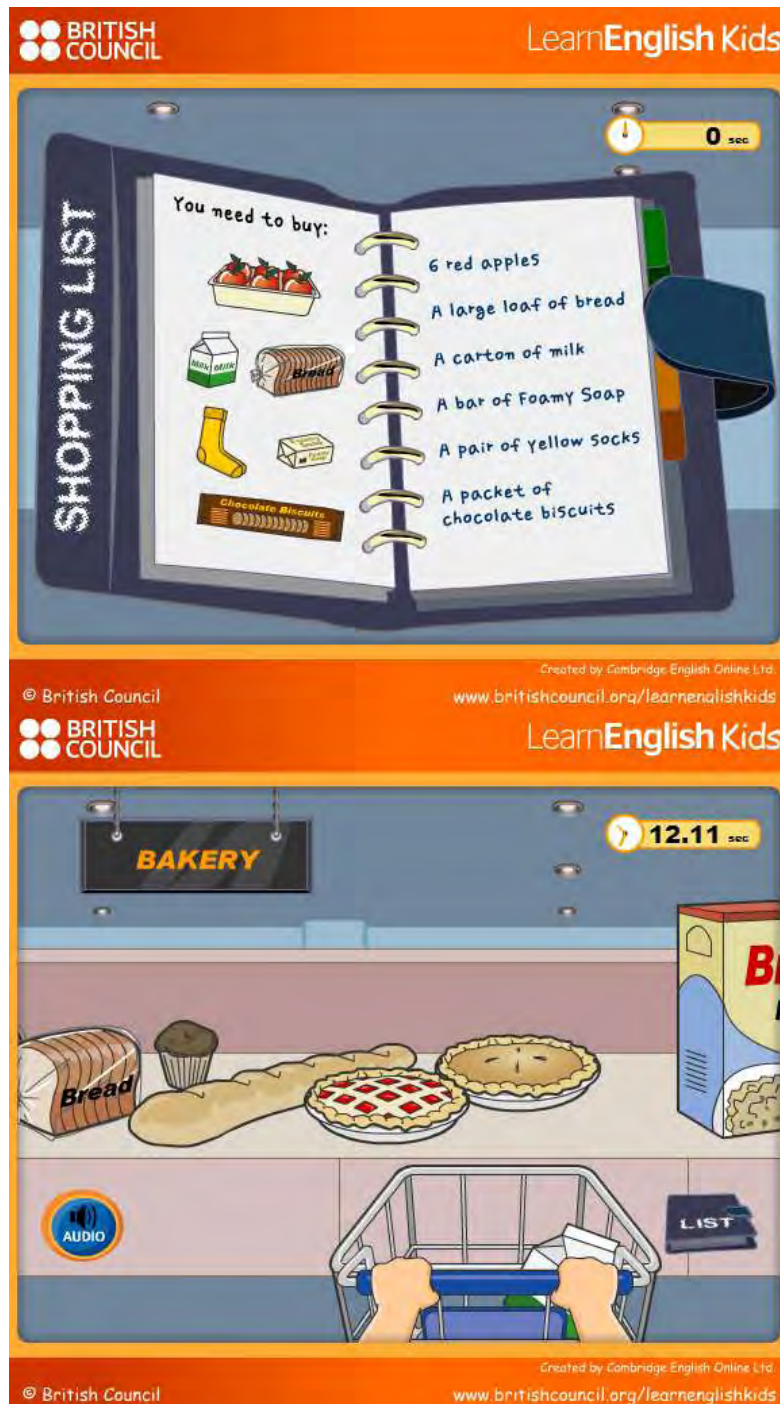 BRITISH
COUNCIL
LearnEnglish Kids
0 sec
SHOPPING LIST
You need to buy:
Milk Milk
Bread
Chocolate Biscuits
6 red apples
A large loaf of bread
A carton of milk
A bar of Foamy Soap
A pair of yellow socks
A packet of
chocolate biscuits
Created by Cambridge English Online Ltd.
© British Council
www.britishcouncil.org/learnenglishkids
BRITISH
COUNCIL
LearnEnglish Kids
BAKERY
12.11 sec
Bread
AUDIO
LIST
Created by Cambridge English Online Ltd.
© British Council
www.britishcouncil.org/learnenglishkids